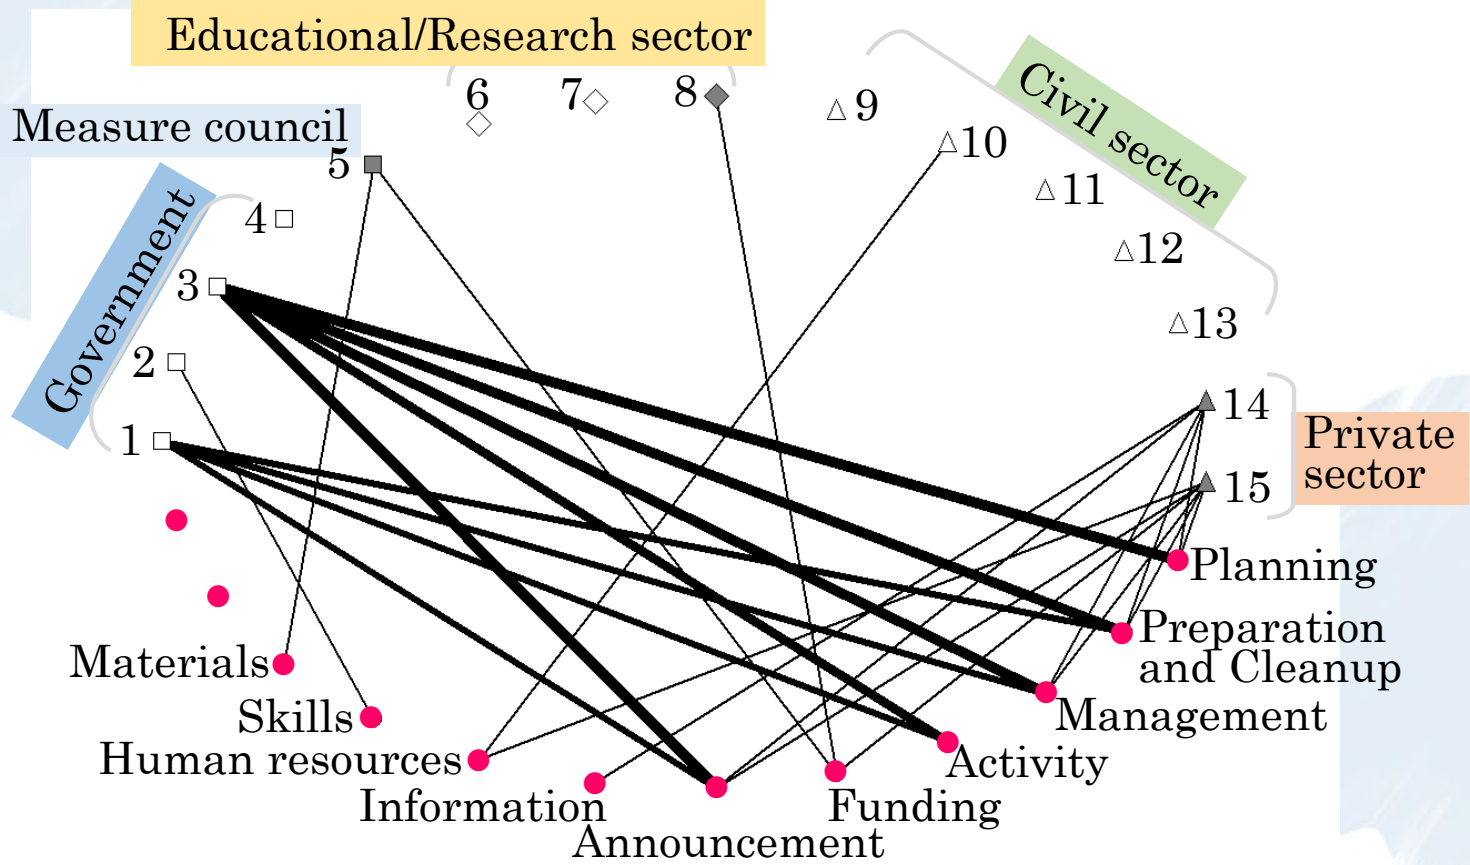 Educational/Research sector
Measure council
Government
Civil sector
Private
sector
1
2
3
4
5
6
7
8
9
10
11
12
13
14
15
Planning
Preparation
and Cleanup
Management
Activity
Funding
Announcement
Information
Human resources
Skills
Materials